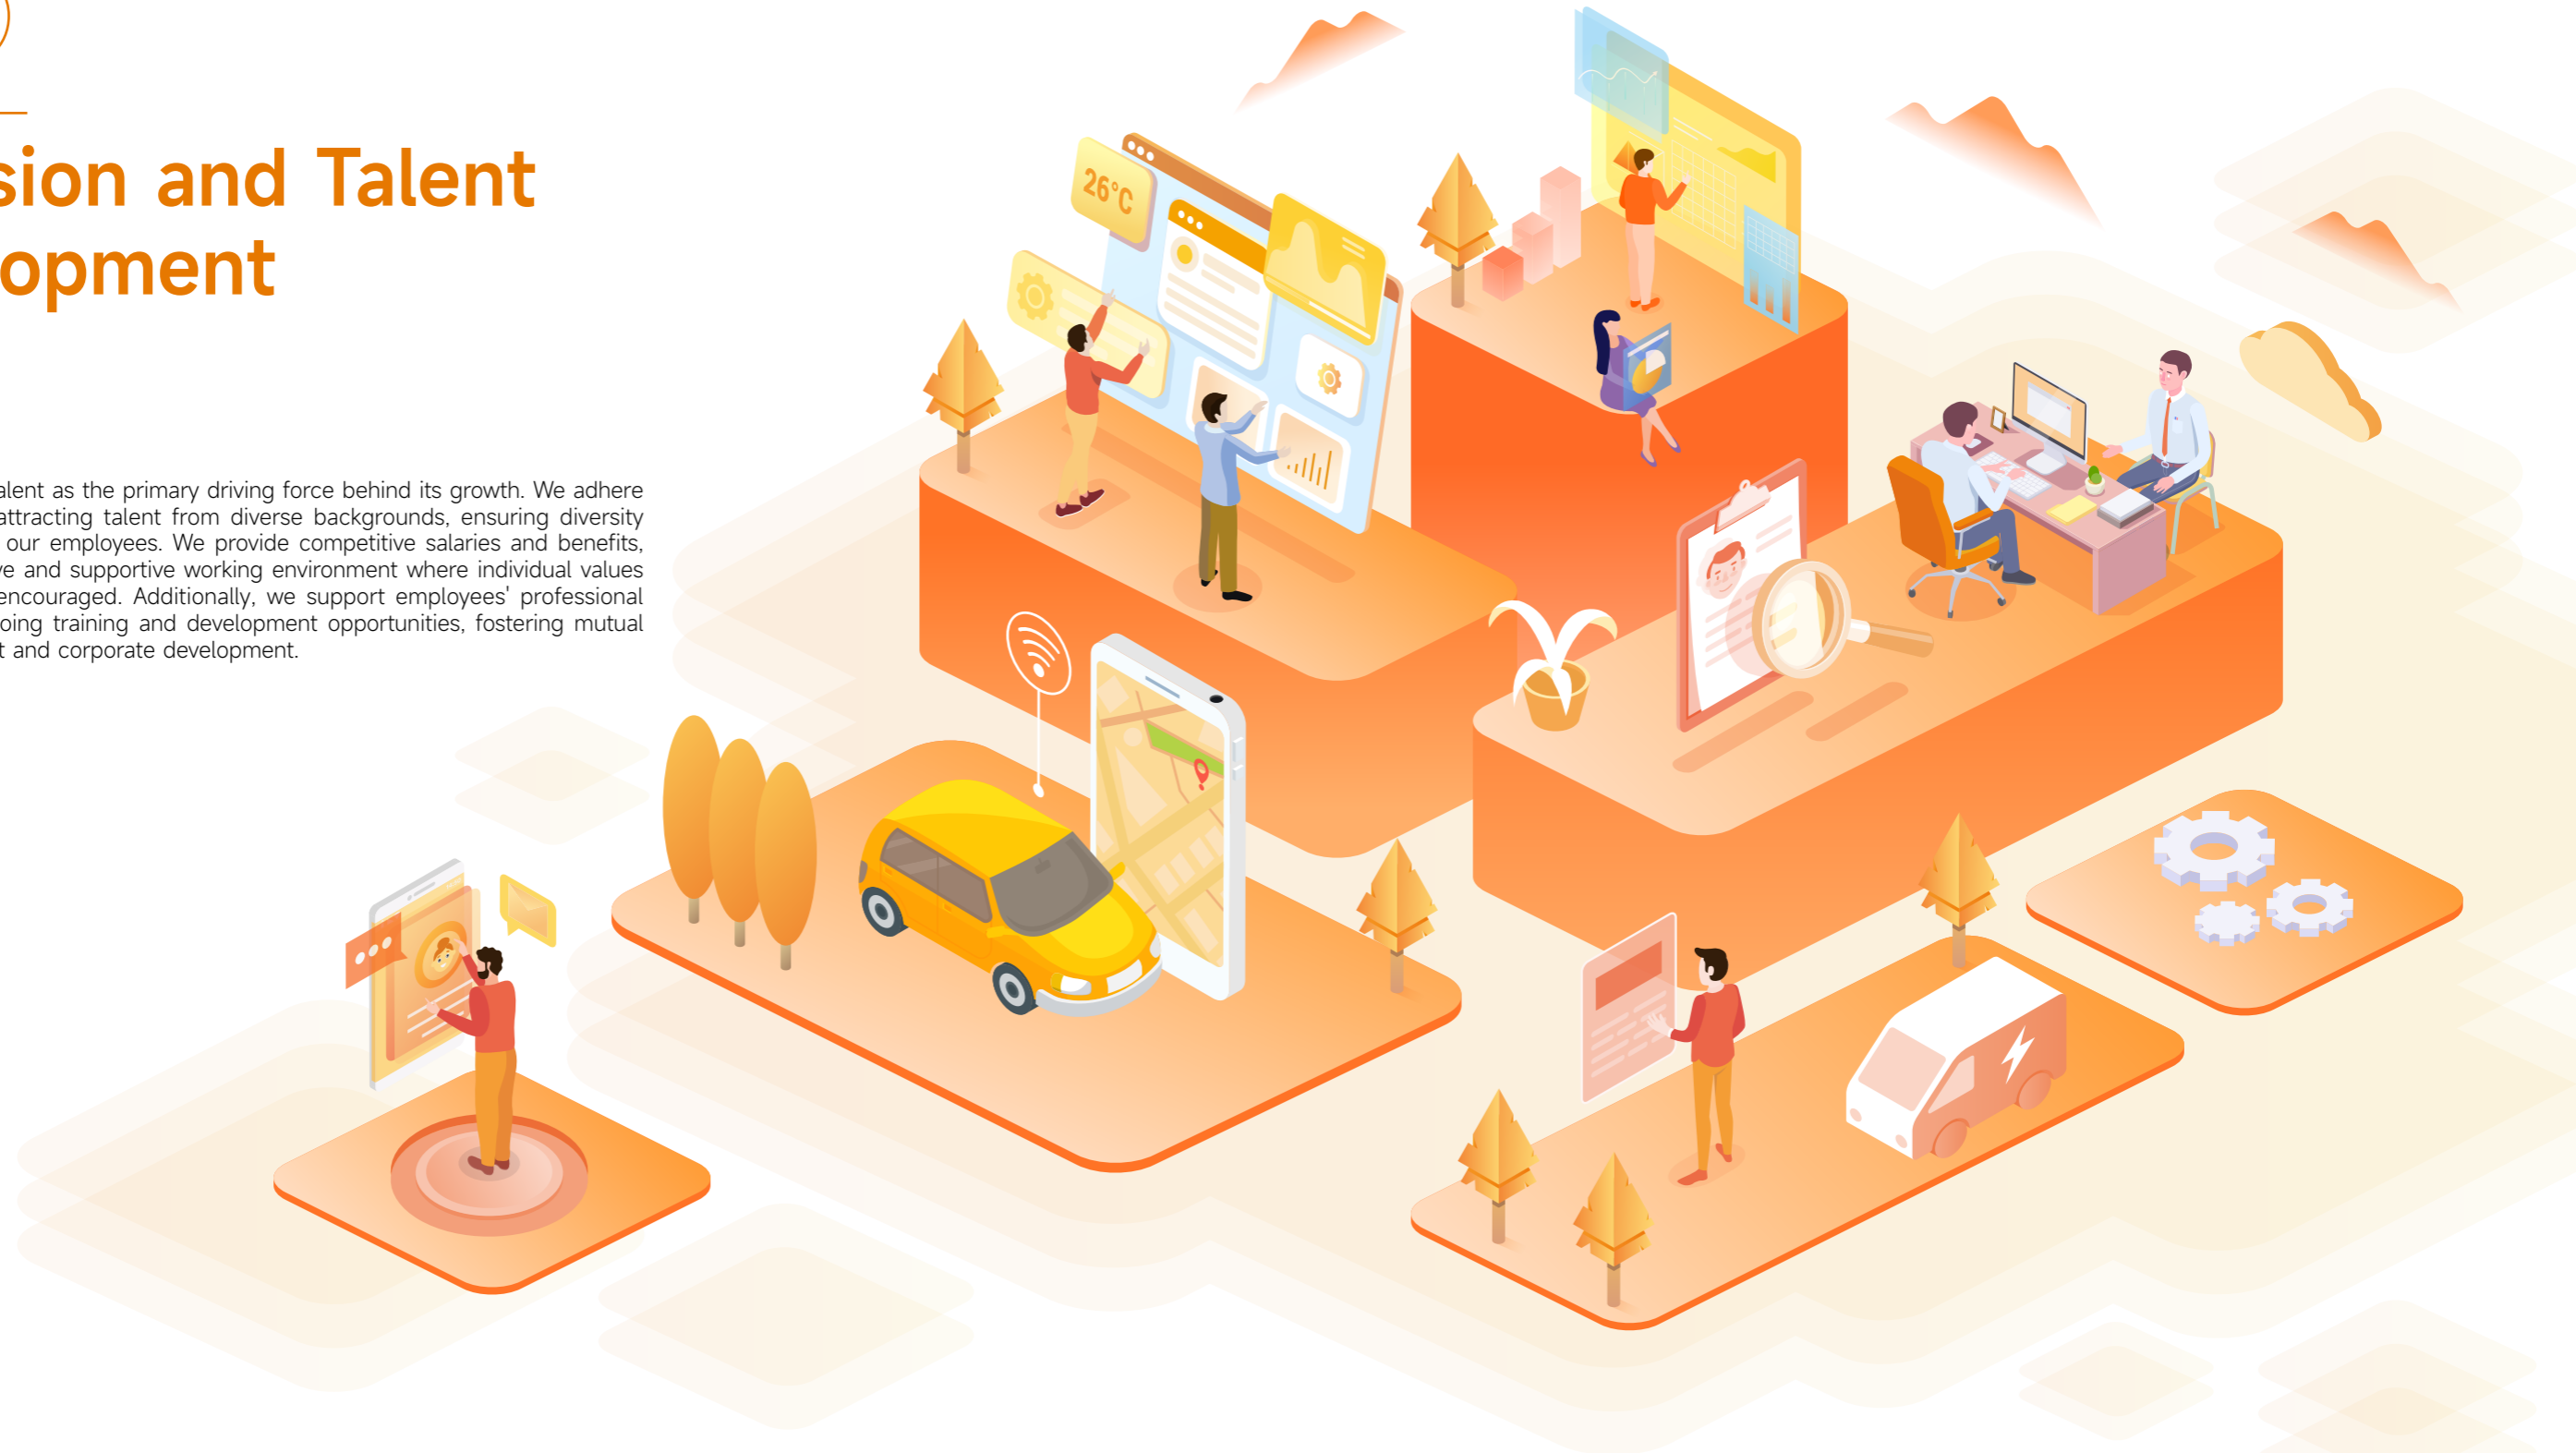 sion and Talent
opment
alent as the primary driving force behind its growth. We adhere
attracting talent from diverse backgrounds, ensuring diversity
our employees. We provide competitive salaries and benefits,
ve and supportive working environment where individual values
encouraged. Additionally, we support employees' professional
oing training and development opportunities, fostering mutual
t and corporate development.
26°C